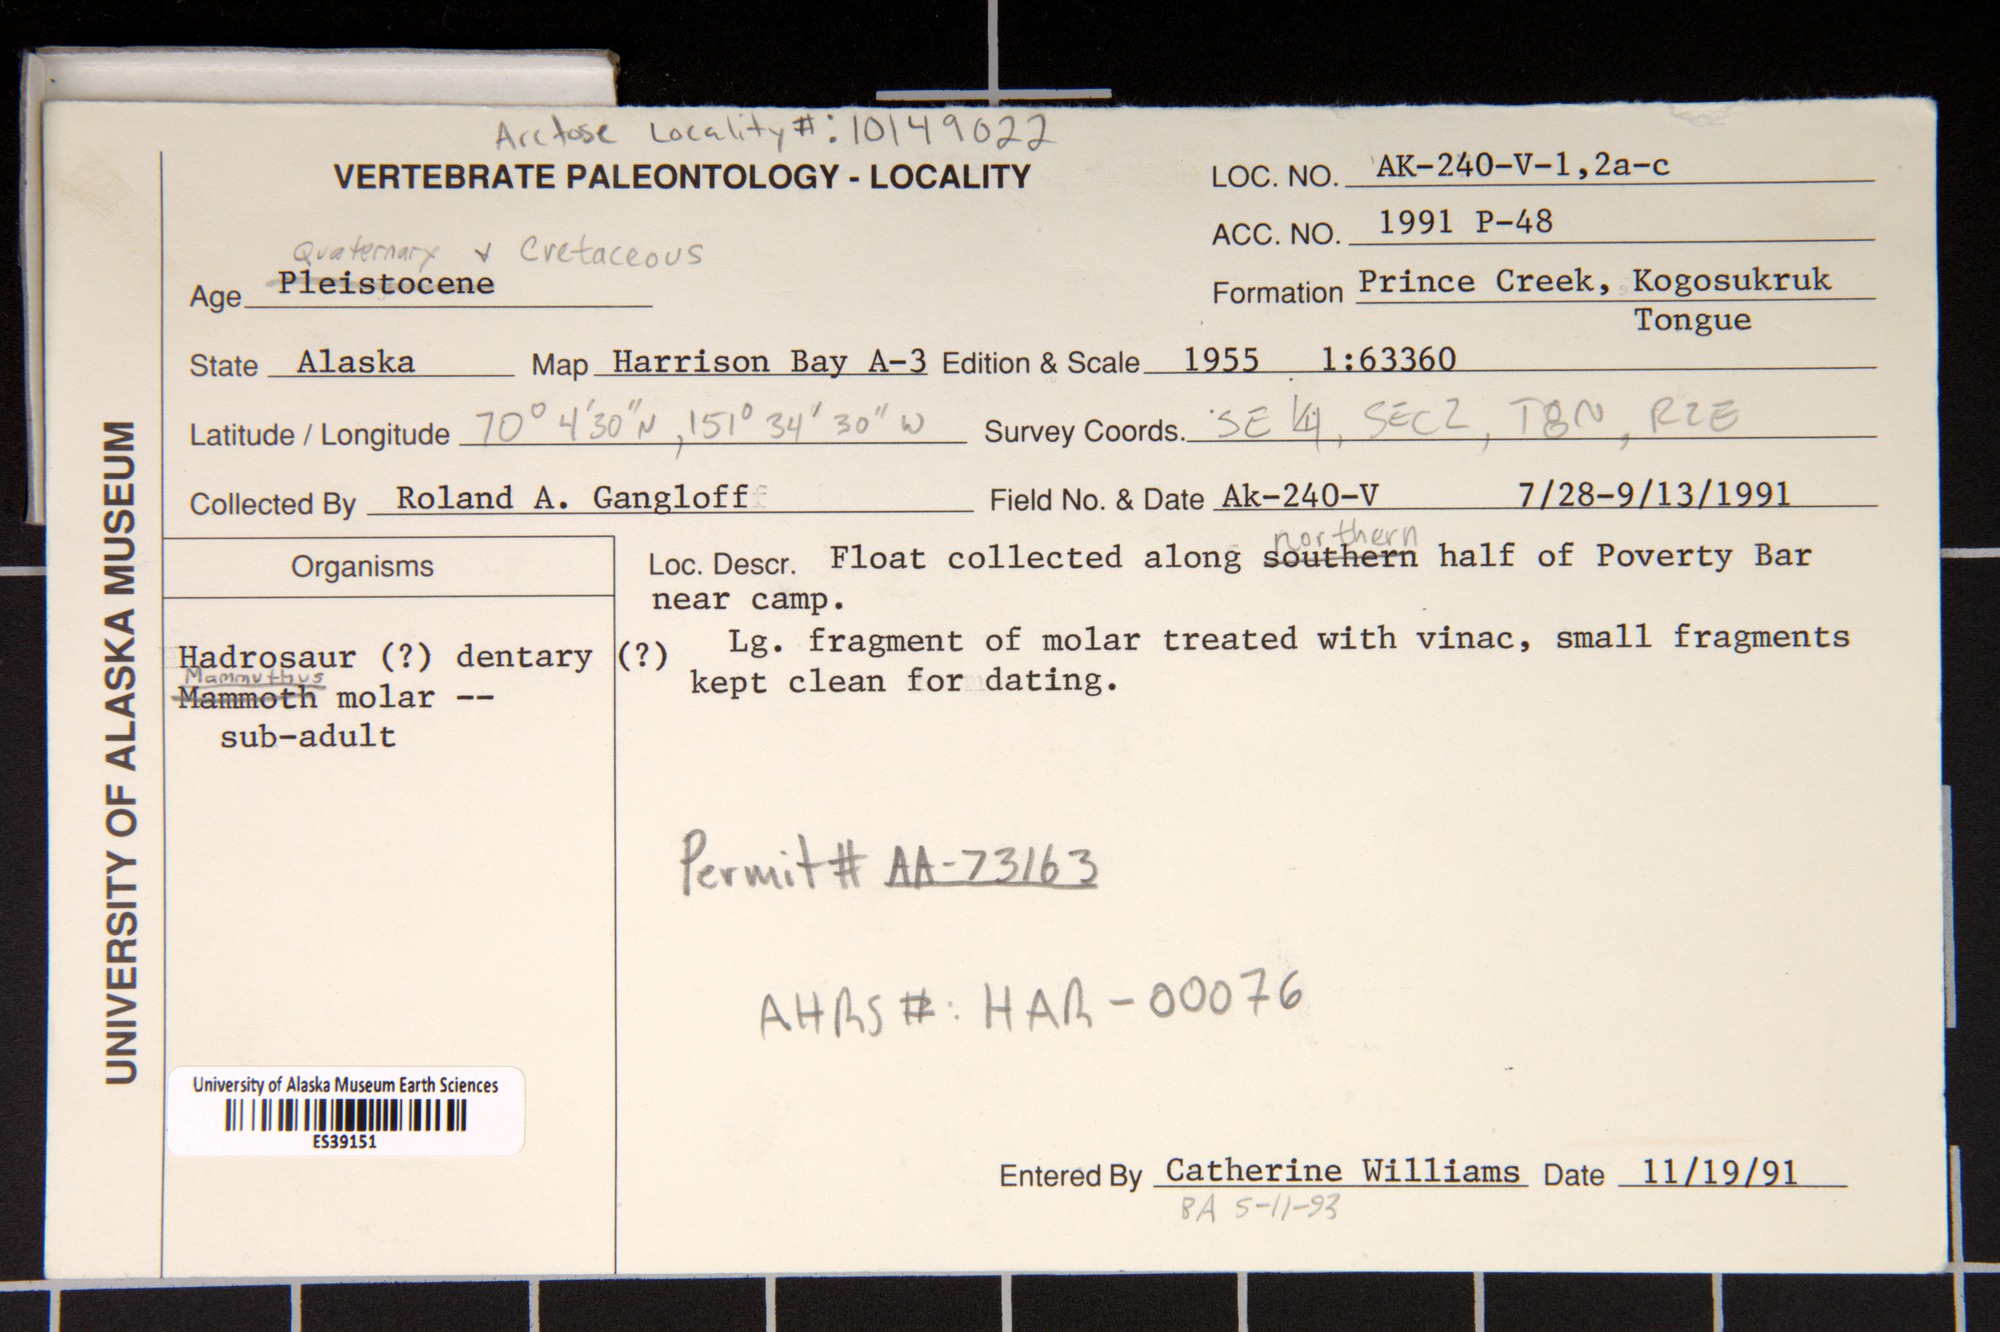 Arctose Locality #: 10149022
VERTEBRATE PALEONTOLOGY - LOCALITY
LOC. NO. AK-240-V-1,2a-c
ACC. NO. 1991 P-48
Quaternary & Cretaceous
Age Pleistocene
Formation Prince Creek, Kogosukruk
Tongue
State Alaska Map Harrison Bay A-3 Edition & Scale 1955 1:63360
Latitude / Longitude 70° 4'30"N, 151° 34' 30" W Survey Coords. SE 1/4, SEC2, T8N, R2E
Collected By Roland A. Gangloff Field No. & Date Ak-240-V 7/28-9/13/1991
UNIVERSITY OF ALASKA MUSEUM
Organisms
Hadrosaur (?) dentary (?)
Mammuthus
Mammoth molar --
sub-adult
northern
Loc. Descr. Float collected along southern half of Poverty Bar
near camp.
Lg. fragment of molar treated with vinac, small fragments
kept clean for dating.
Permit # AA-73163
AHRS #: HAR-00076
University of Alaska Museum Earth Sciences
ES39151
Entered By Catherine Williams Date 11/19/91
BA 5-11-93